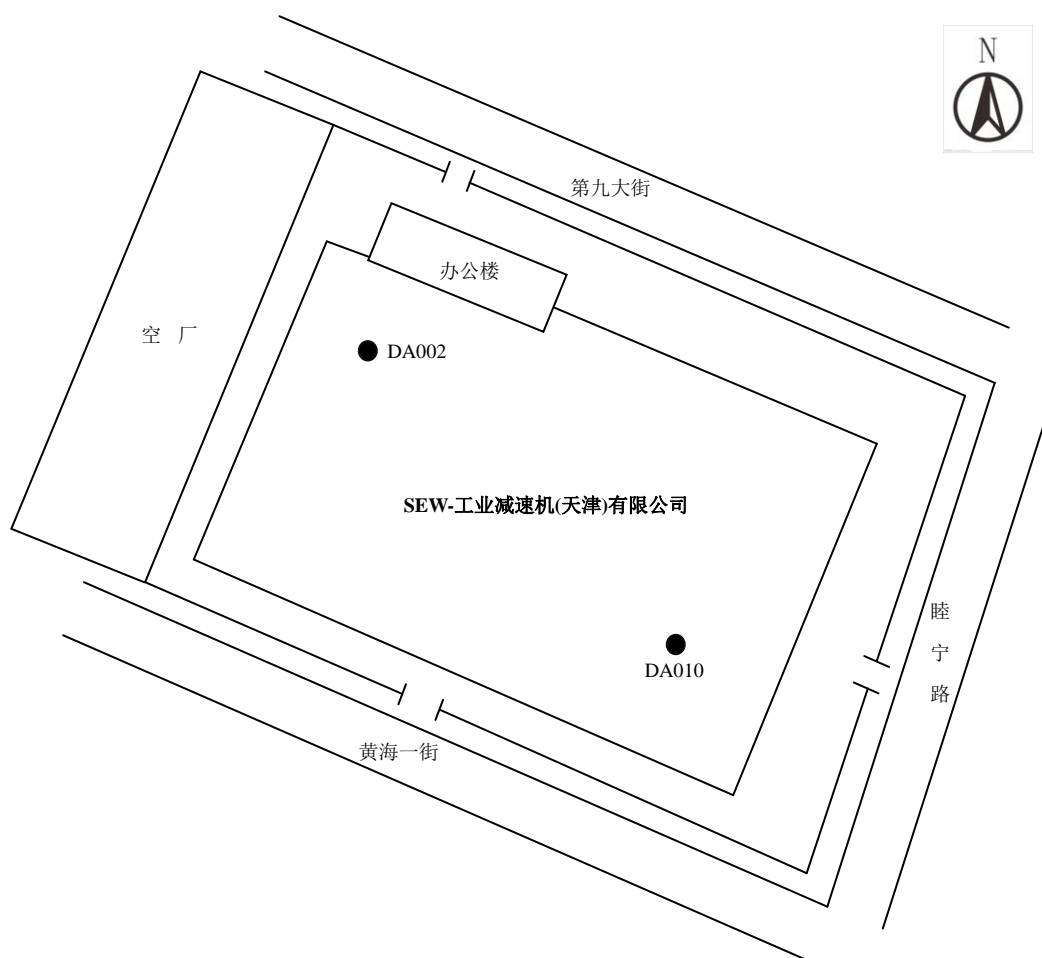 N
第九大街
办公楼
空 厂
DA002
SEW-工业减速机(天津)有限公司
睦
宁
路
DA010
黄海一街